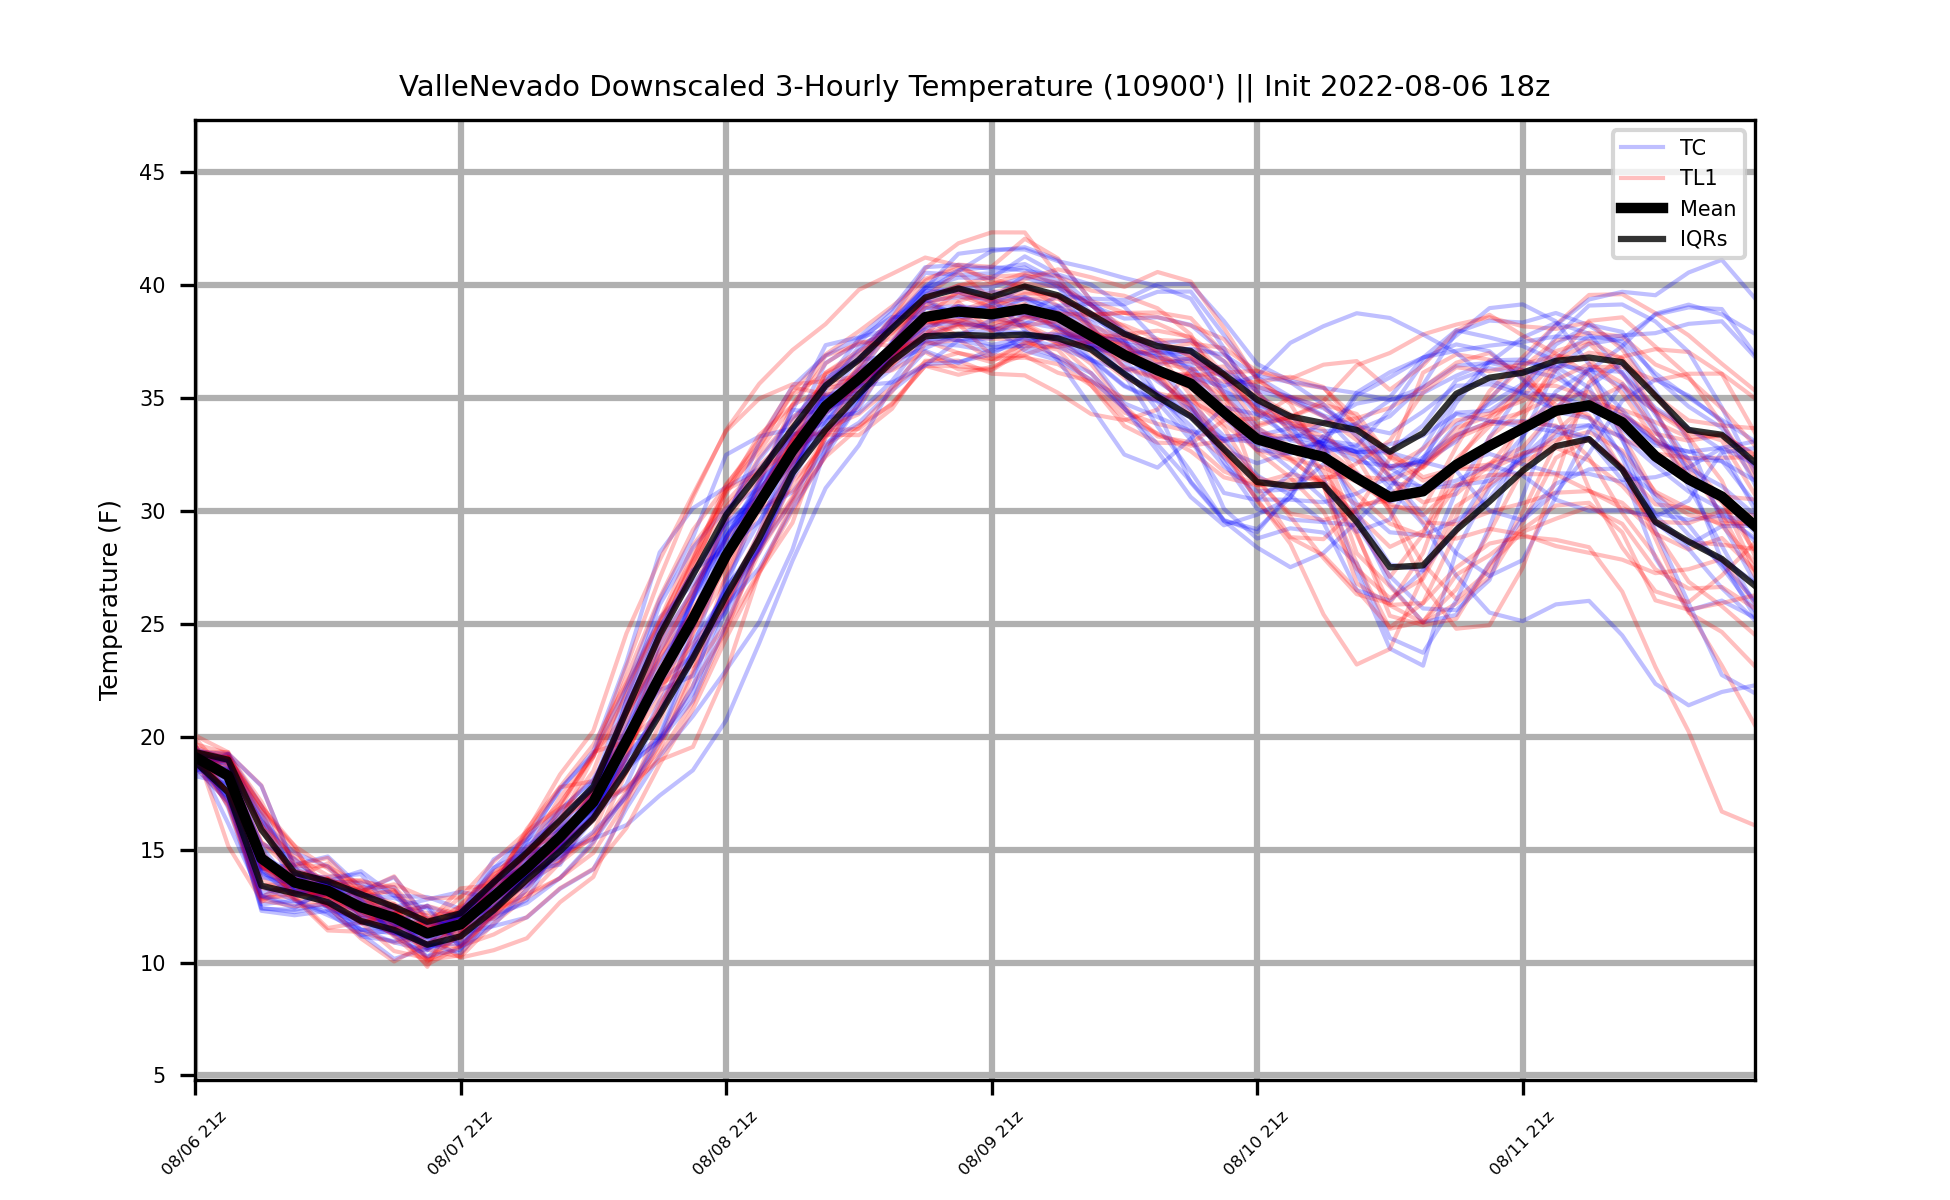 ValleNevado Downscaled 3-Hourly Temperature (10900') || Init 2022-08-06 18z
TC
TL1
Mean
IQRs
Temperature (F)
45
40
35
30
25
20
15
10
5
08/06 21z
08/07 21z
08/08 21z
08/09 21z
08/10 21z
08/11 21z